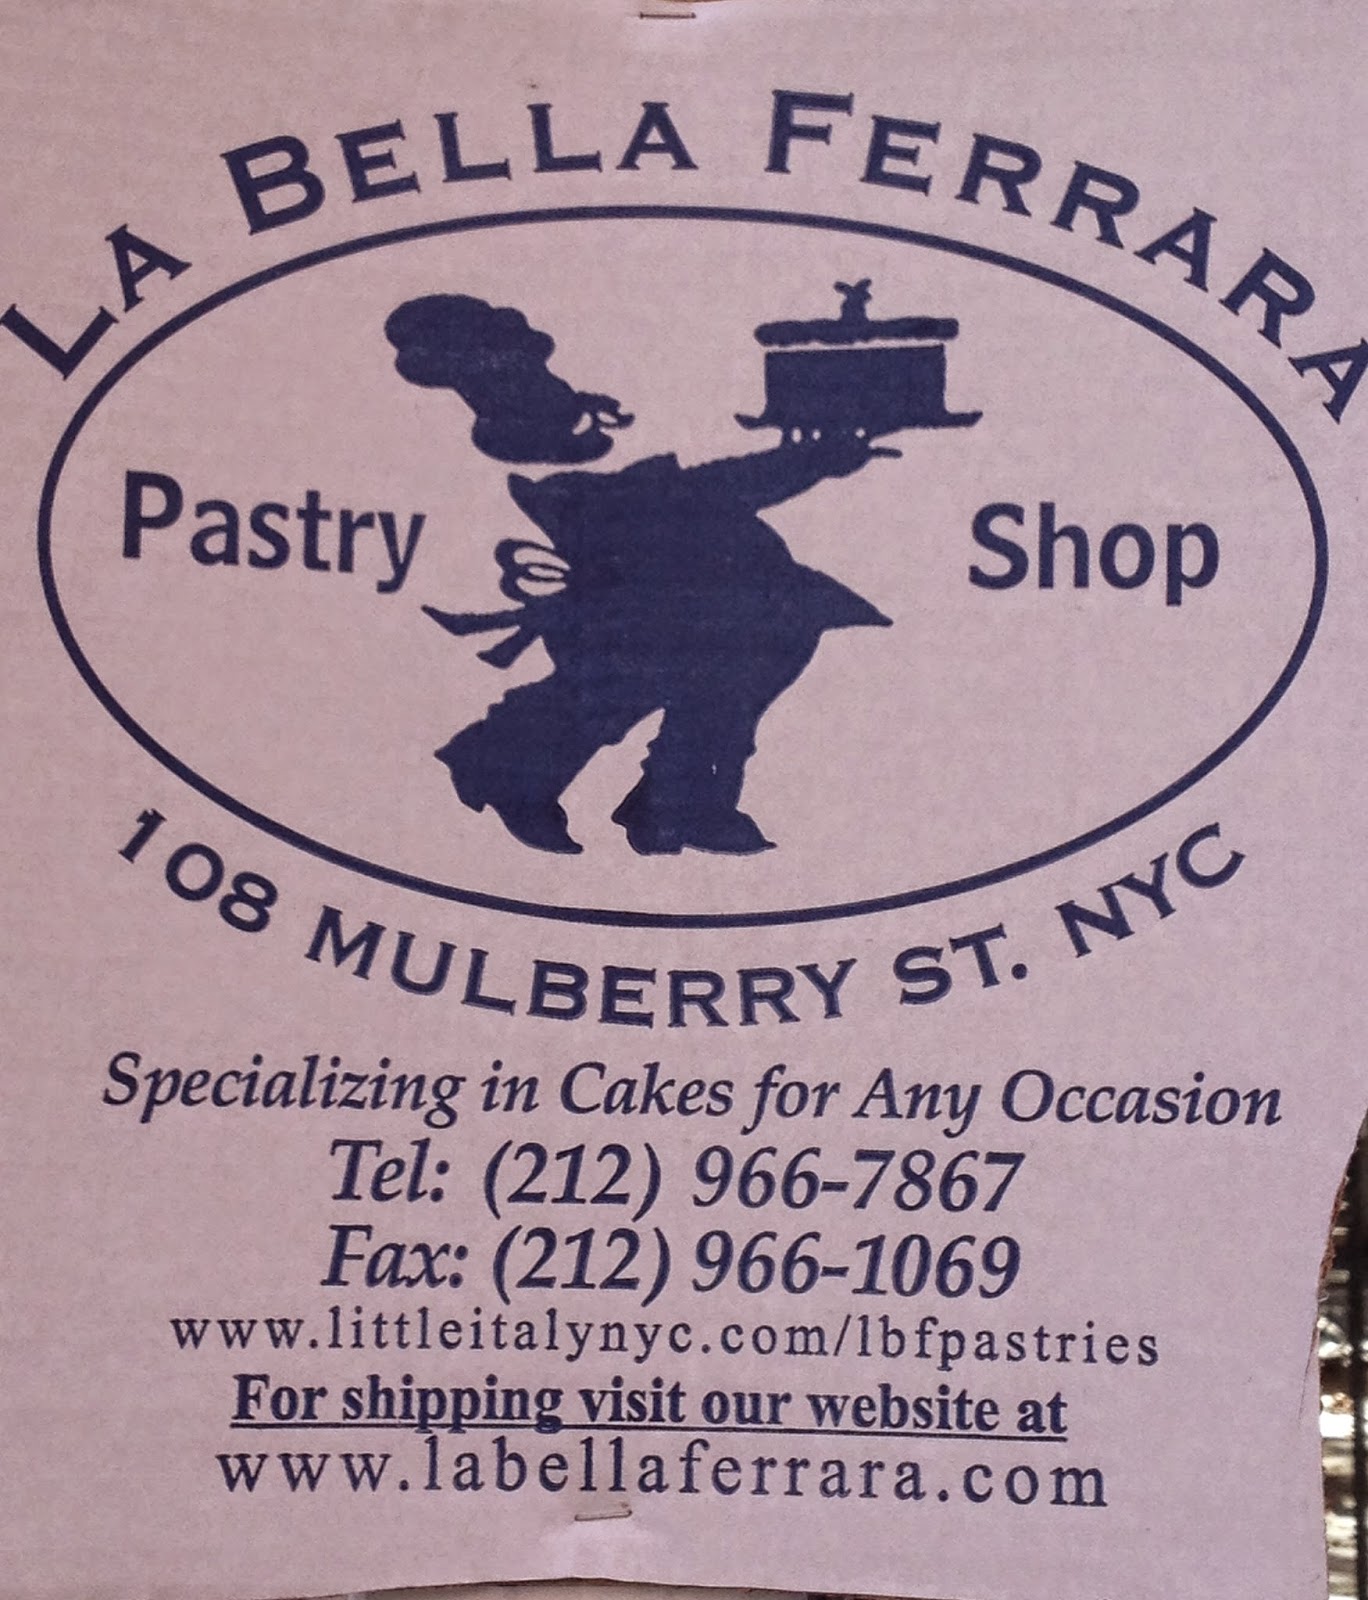 LA BELLA FERRARA
Pastry Shop
108 MULBERRY ST. NYC
Specializing in Cakes for Any Occasion
Tel: (212) 966-7867
Fax: (212) 966-1069
www.littleitalynyc.com/lbfpastries
For shipping visit our website at
www.labellaferrara.com